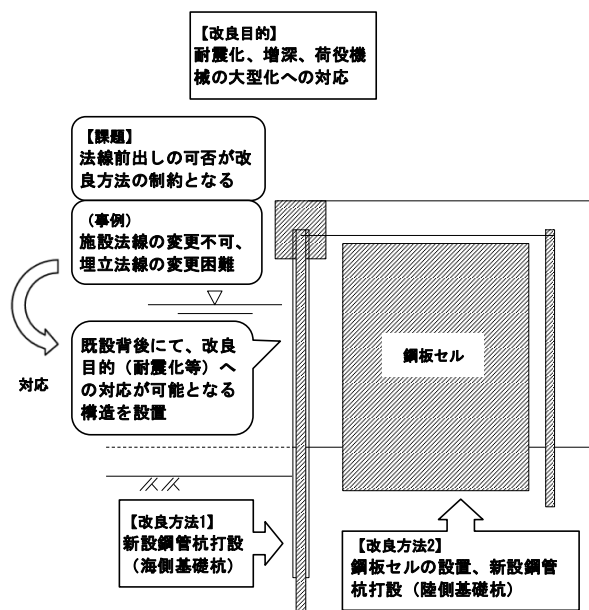 【改良目的】
耐震化、増深、荷役機
械の大型化への対応
【課題】
法線前出しの可否が改
良方法の制約となる
（事例）
施設法線の変更不可、
埋立法線の変更困難
既設背後にて、改良
目的（耐震化等）へ
の対応が可能となる
構造を設置
対応
鋼板セル
【改良方法1】
新設鋼管杭打設
（海側基礎杭）
【改良方法2】
鋼板セルの設置、新設鋼管
杭打設（陸側基礎杭）